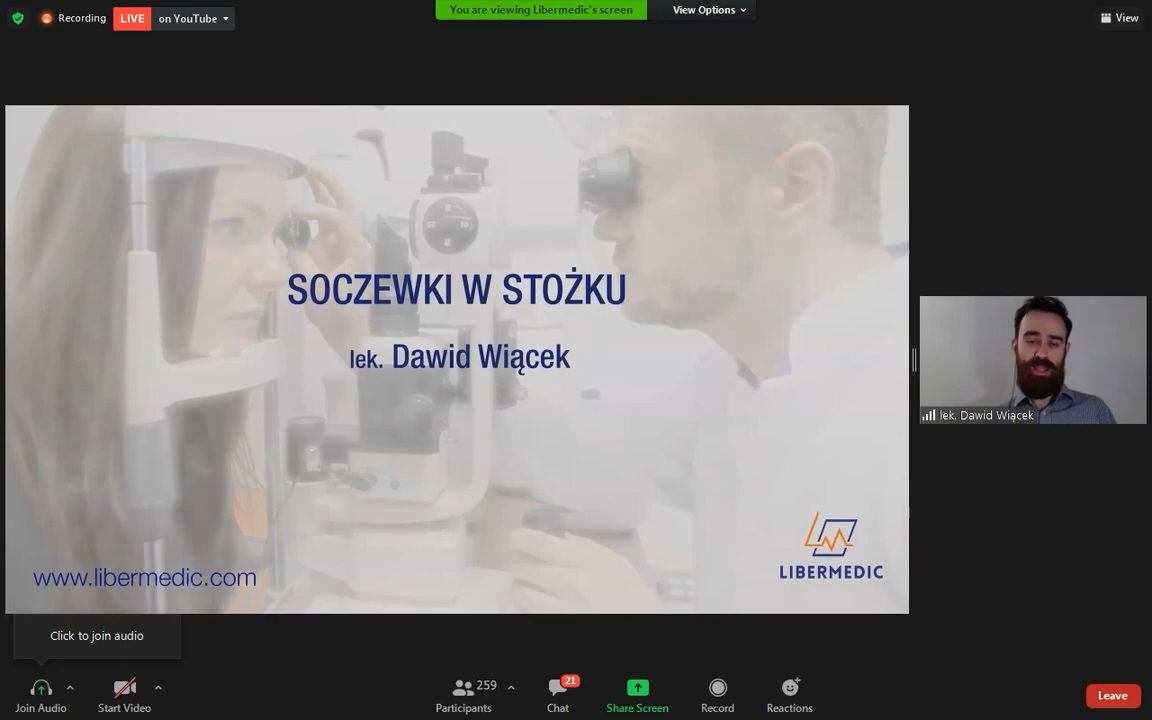 Recording
LIVE on YouTube
You are viewing Libermedic's screen
View Options
View
SOCZEWKI W STOŻKU
lek. Dawid Wiącek
lek. Dawid Wiącek
www.libermedic.com
LIBERMEDIC
Click to join audio
Join Audio
Start Video
259
Participants
21
Chat
Share Screen
Record
Reactions
Leave